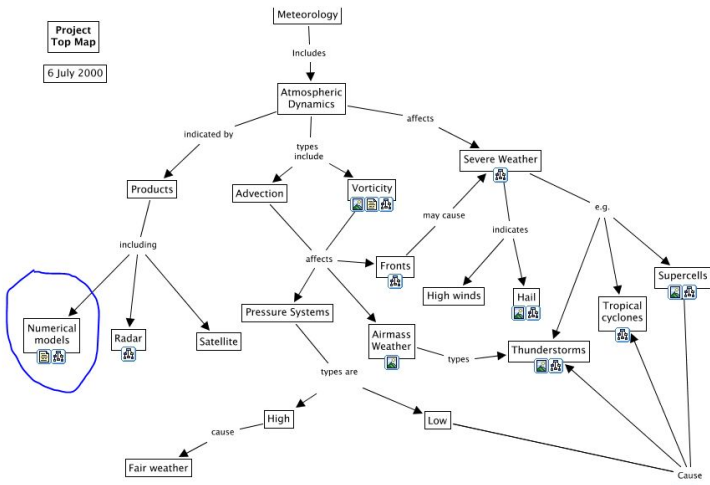 Meteorology
Project
Top Map
Includes
6 July 2000
Atmospheric
Dynamics
affects
indicated by
types
include
Severe Weather
Products
Advection
Vorticity
e.g.
may cause
indicates
including
affects
Fronts
Supercells
High winds
Hail
Tropical
cyclones
Pressure Systems
Numerical
models
Radar
Satellite
Airmass
Weather
types
Thunderstorms
types are
High
Low
cause
Fair weather
Cause